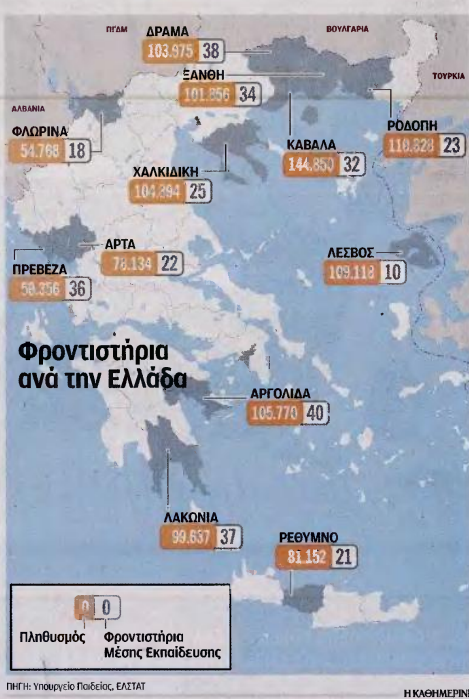 ΠΓΔΜ
ΒΟΥΛΓΑΡΙΑ
ΤΟΥΡΚΙΑ
ΑΛΒΑΝΙΑ
ΔΡΑΜΑ
103.975 38
ΞΑΝΘΗ
101.856 34
ΡΟΔΟΠΗ
110.828 23
ΚΑΒΑΛΑ
144.850 32
ΦΛΩΡΙΝΑ
54.768 18
ΧΑΛΚΙΔΙΚΗ
104.894 25
ΑΡΤΑ
78.134 22
ΠΡΕΒΕΖΑ
59.356 36
ΛΕΣΒΟΣ
109.118 10
Φροντιστήρια
ανά την Ελλάδα
ΑΡΓΟΛΙΔΑ
105.770 40
ΛΑΚΩΝΙΑ
99.637 37
ΡΕΘΥΜΝΟ
81.152 21
0 0
Πληθυσμός
Φροντιστήρια
Μέσης Εκπαίδευσης
ΠΗΓΗ: Υπουργείο Παιδείας, ΕΛΣΤΑΤ
Η ΚΑΘΗΜΕΡΙΝΗ